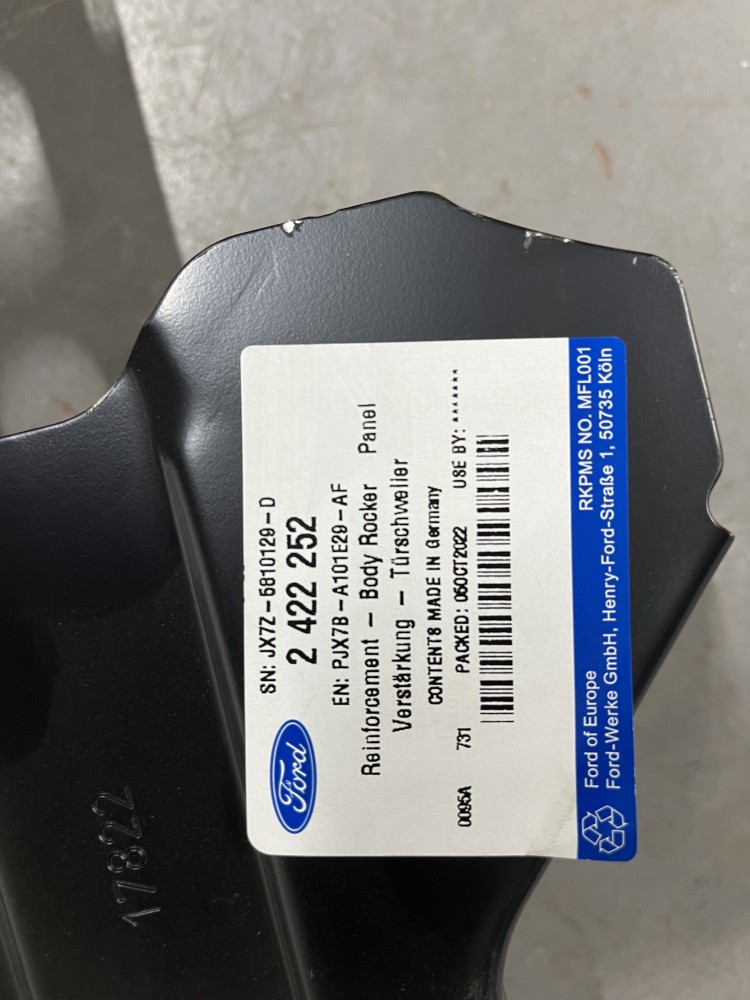 SN: JX7Z-5810129-D
2 422 252
EN: PJX7B-A101E29-AF
Reinforcement - Body Rocker Panel
Verstärkung - Türschweller
CONTENTS MADE IN Germany
0095A 731 PACKED: 06OCT2022 USE BY: *******
Ford
Ford of Europe RKPMS NO. MFL001
Ford-Werke GmbH, Henry-Ford-Straße 1, 50735 Köln
17822